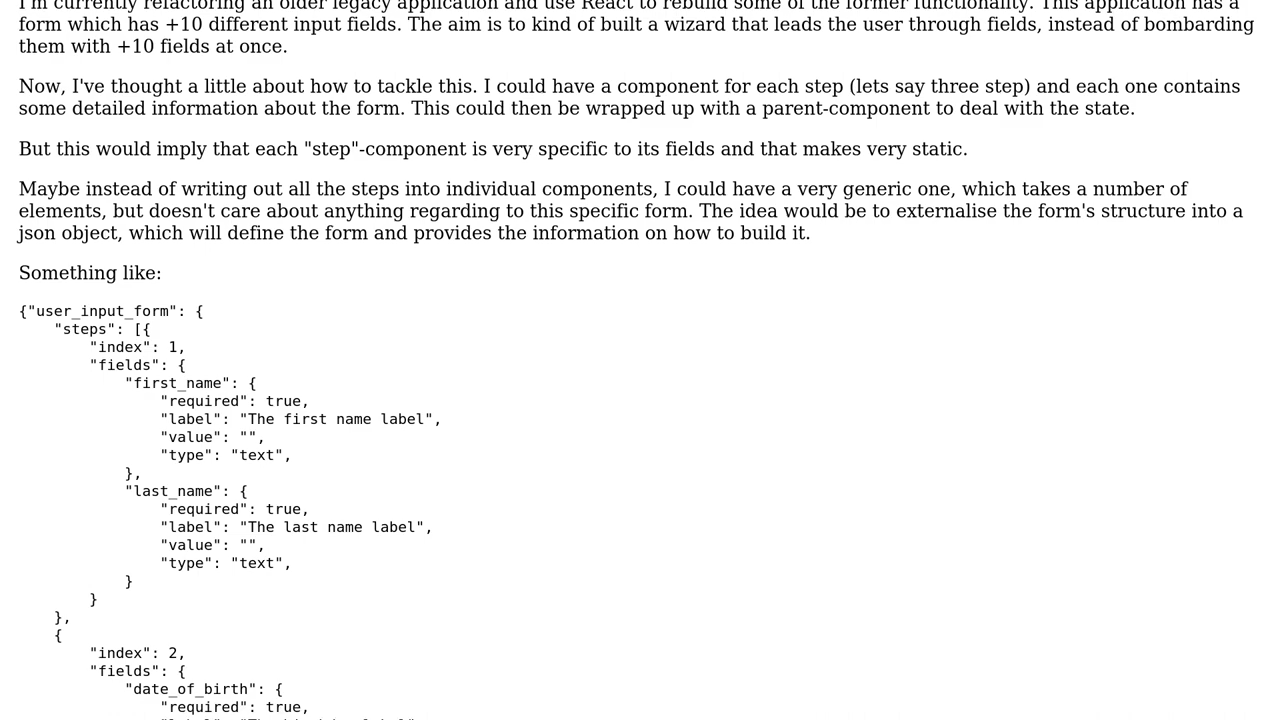 I'm currently refactoring an older legacy application and use React to rebuild some of the former functionality. This application has a
form which has +10 different input fields. The aim is to kind of built a wizard that leads the user through fields, instead of bombarding
them with +10 fields at once.
Now, I've thought a little about how to tackle this. I could have a component for each step (lets say three step) and each one contains
some detailed information about the form. This could then be wrapped up with a parent-component to deal with the state.
But this would imply that each "step"-component is very specific to its fields and that makes very static.
Maybe instead of writing out all the steps into individual components, I could have a very generic one, which takes a number of
elements, but doesn't care about anything regarding to this specific form. The idea would be to externalise the form's structure into a
json object, which will define the form and provides the information on how to build it.
Something like:
{"user_input_form": {
    "steps": [{
        "index": 1,
        "fields": {
            "first_name": {
                "required": true,
                "label": "The first name label",
                "value": "",
                "type": "text",
            },
            "last_name": {
                "required": true,
                "label": "The last name label",
                "value": "",
                "type": "text",
            }
        }
    },
    {
        "index": 2,
        "fields": {
            "date_of_birth": {
                "required": true,